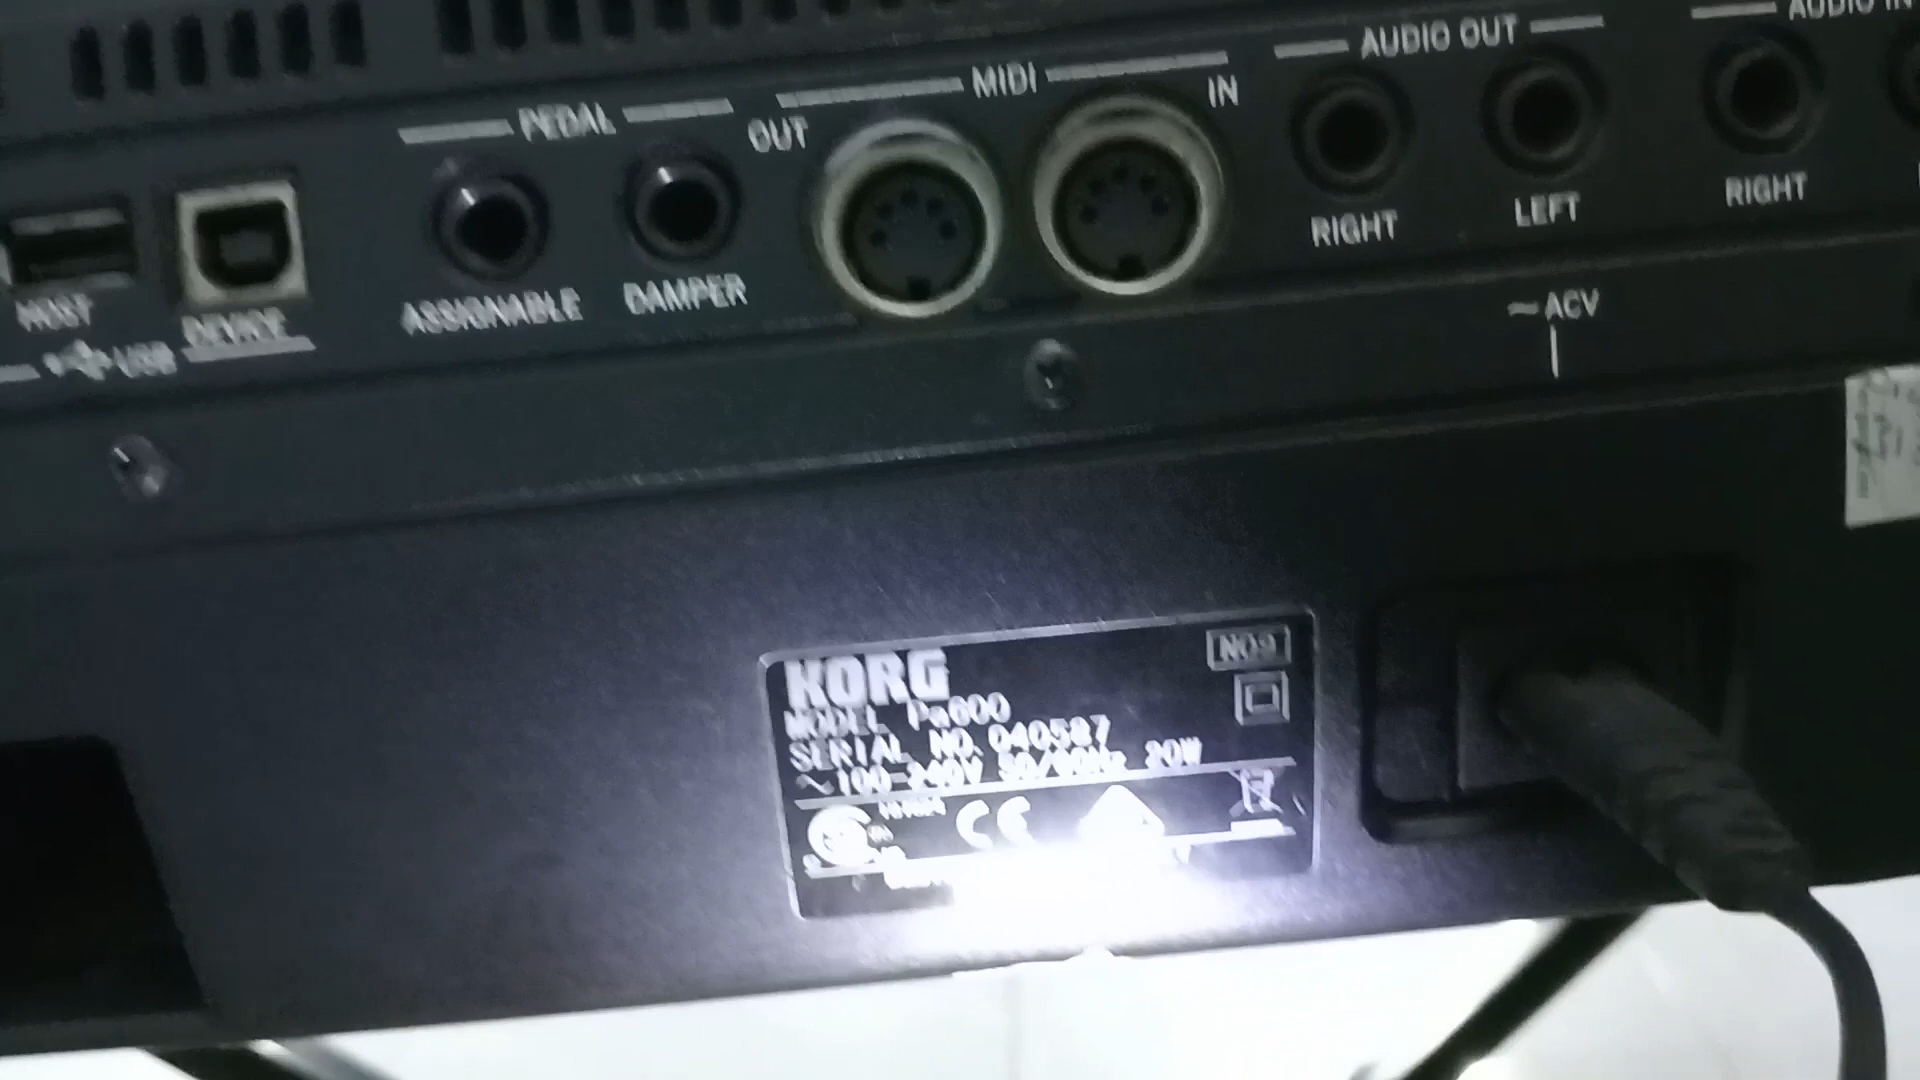 AUDIO IN
AUDIO OUT
MIDI
PEDAL
OUT
IN
RIGHT
LEFT
RIGHT
ASSIGNABLE
DAMPER
HOST
DEVICE
USB
~ACV
KORG
NO9
MODEL Pa600
SERIAL NO. 040587
~100-240V 50/60Hz 20W
CE